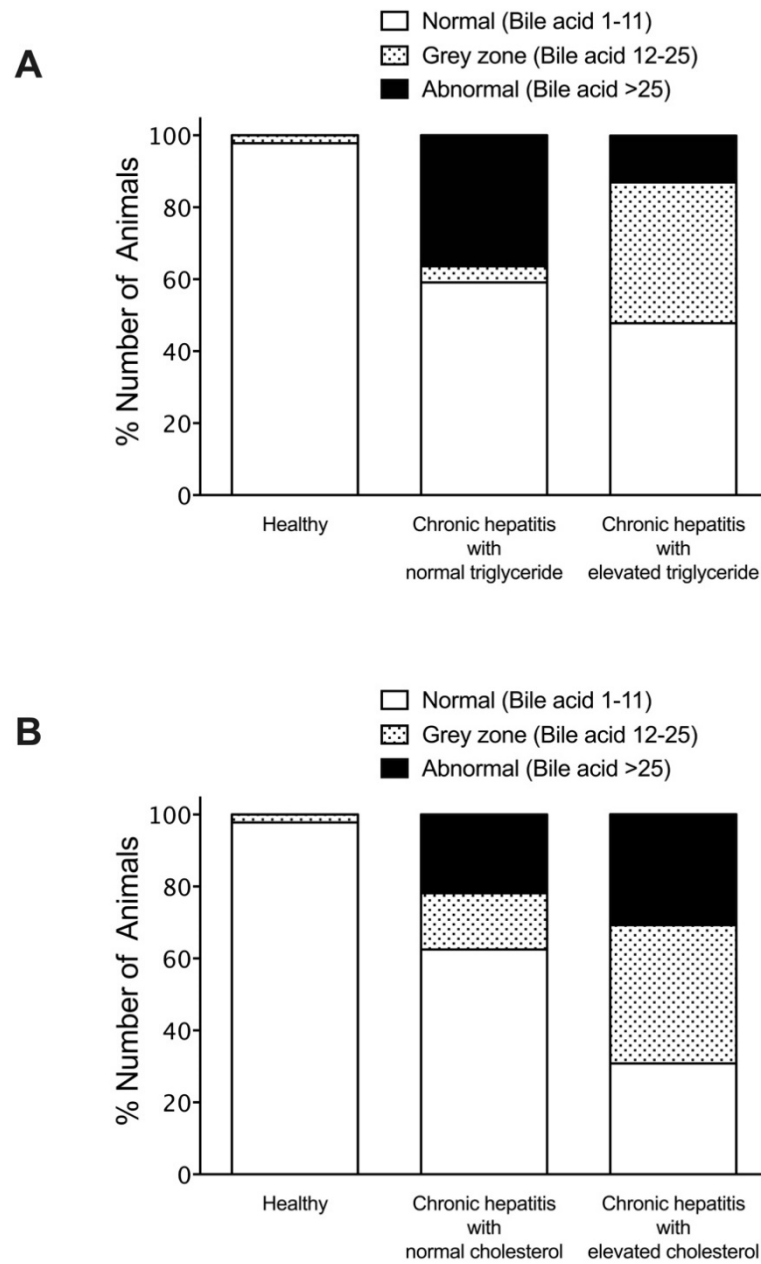 A
Normal (Bile acid 1-11)
Grey zone (Bile acid 12-25)
Abnormal (Bile acid >25)
% Number of Animals
100
80
60
40
20
0
Healthy
Chronic hepatitis
with
normal triglyceride
Chronic hepatitis
with
elevated triglyceride
B
Normal (Bile acid 1-11)
Grey zone (Bile acid 12-25)
Abnormal (Bile acid >25)
% Number of Animals
100
80
60
40
20
0
Healthy
Chronic hepatitis
with
normal cholesterol
Chronic hepatitis
with
elevated cholesterol